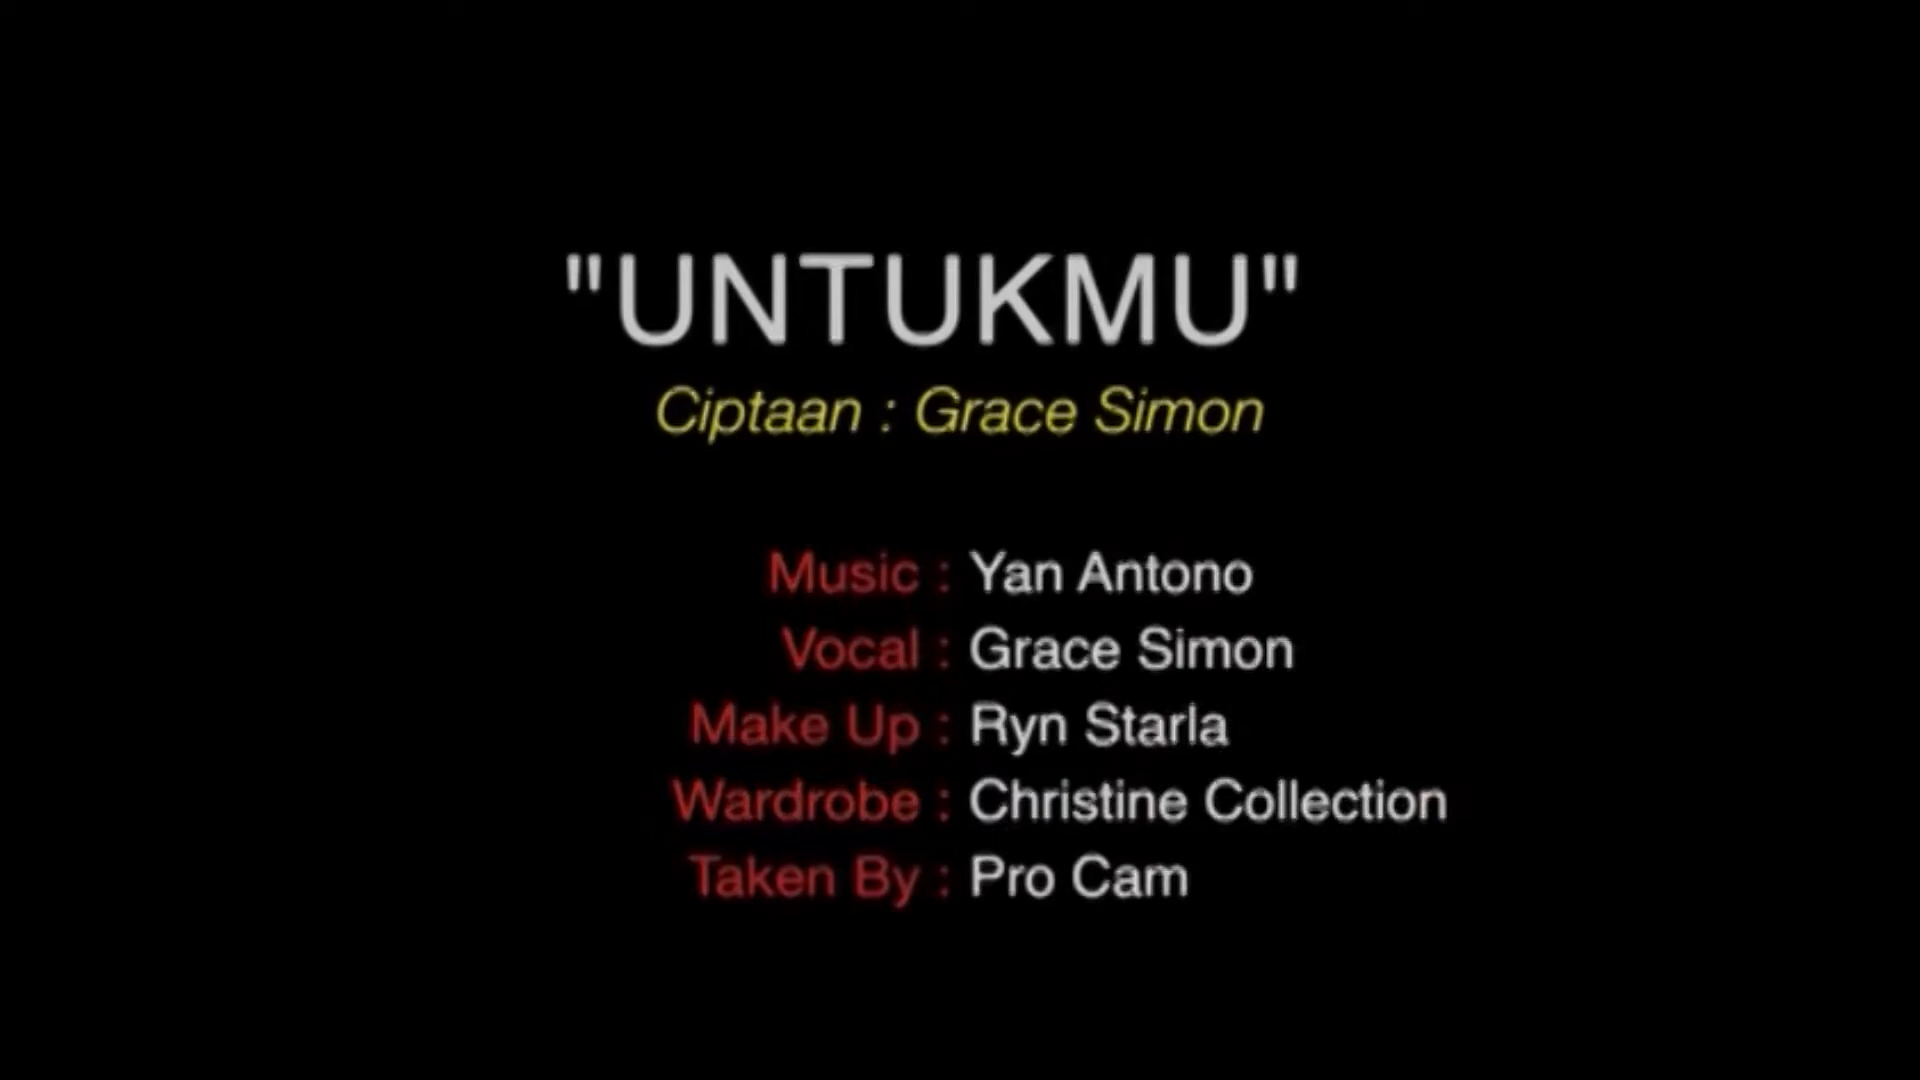 "UNTUKMU"
Ciptaan : Grace Simon
Music : Yan Antono
Vocal : Grace Simon
Make Up : Ryn Starla
Wardrobe : Christine Collection
Taken By : Pro Cam